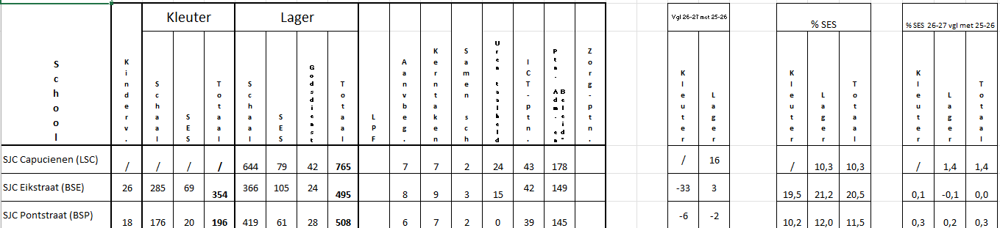 Kleuter Lager Vgl 26-27 met 25-26 % SES % SES 26-27 vgl met 25-26
School Kinderv. Schaal SES Totaal Schaal SES Godsdienst Totaal LPF Aanvbeg. Kerntaken Samen sch Uren taalheld ICT-ptn. Ptn. Adm.- en Beleid- Zorg-ptn. Kleuter Lager Kleuter Lager Totaal Kleuter Lager Totaal
SJC Capucienen (LSC) / / / / 644 79 42 765 7 7 2 24 43 178 / 16 / 10,3 10,3 / 1,4 1,4
SJC Eikstraat (BSE) 26 285 69 354 366 105 24 495 8 9 3 15 42 149 -33 3 19,5 21,2 20,5 0,1 -0,1 0,0
SJC Pontstraat (BSP) 18 176 20 196 419 61 28 508 6 7 2 0 39 145 -6 -2 10,2 12,0 11,5 0,3 0,2 0,3